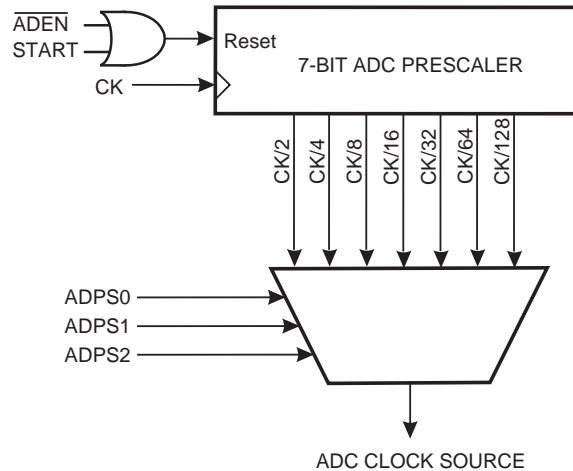 ADEN
START
Reset
7-BIT ADC PRESCALER
CK
CK/2
CK/4
CK/8
CK/16
CK/32
CK/64
CK/128
ADPS0
ADPS1
ADPS2
ADC CLOCK SOURCE